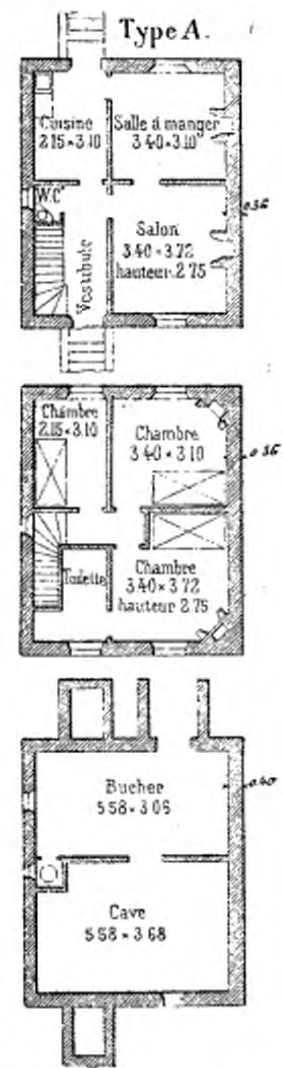 Type A.
Cuisine
2.15 × 3.10
Salle à manger
3.40 × 3.10
W.C
Vestibule
Salon
3.40 × 3.72
hauteur 2.75
0.35
Chambre
2.15 × 3.10
Chambre
3.40 × 3.10
0.35
Toilette
Chambre
3.40 × 3.72
hauteur 2.75
Bucher
5.58 × 3.06
0.40
Cave
5.58 × 3.68